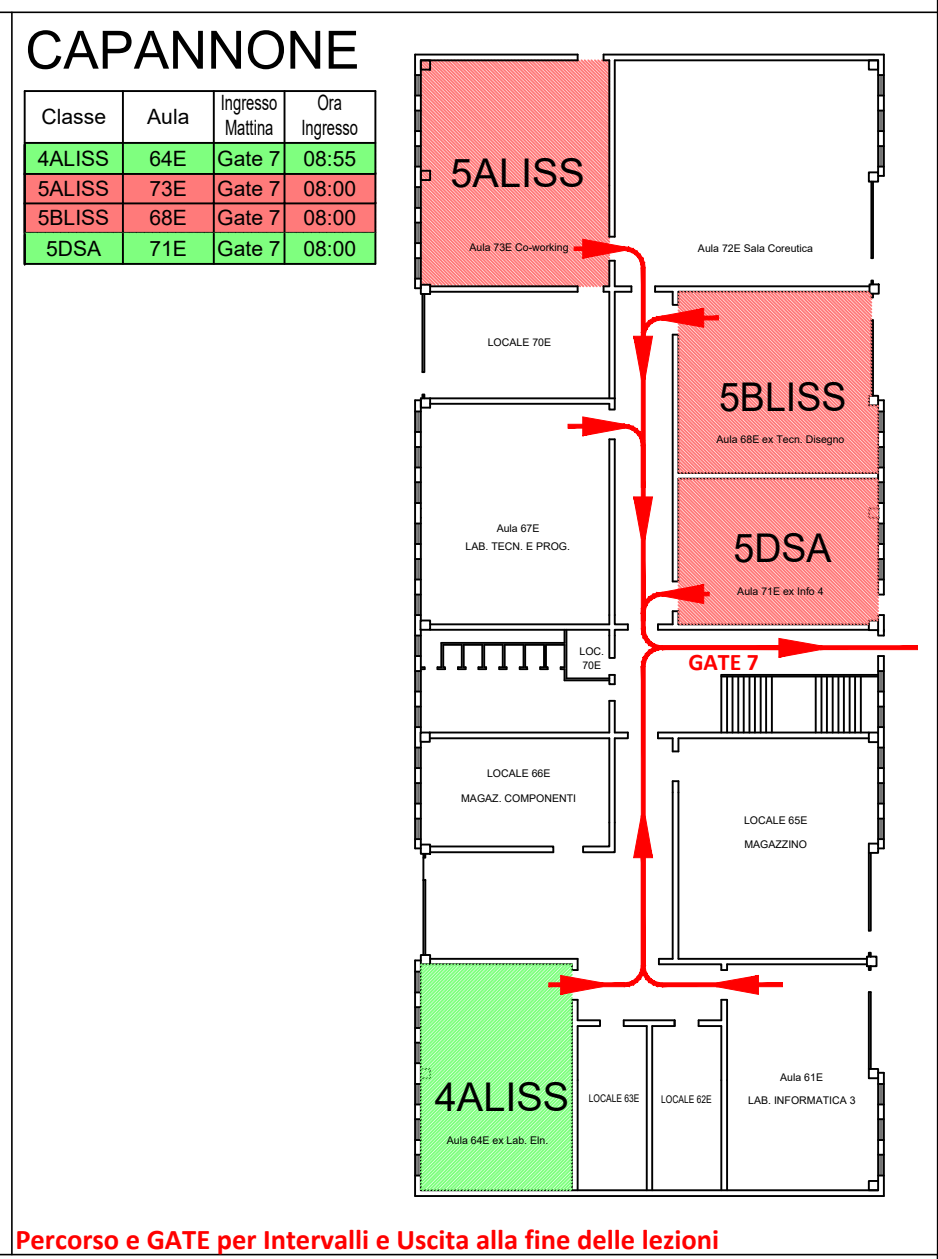 CAPANNONE
Classe Aula Ingresso Mattina Ora Ingresso
4ALISS 64E Gate 7 08:55
5ALISS 73E Gate 7 08:00
5BLISS 68E Gate 7 08:00
5DSA 71E Gate 7 08:00
5ALISS
Aula 73E Co-working
Aula 72E Sala Coreutica
LOCALE 70E
5BLISS
Aula 68E ex Tecn. Disegno
Aula 67E
LAB. TECN. E PROG.
5DSA
Aula 71E ex Info 4
LOC.
70E
GATE 7
LOCALE 66E
MAGAZ. COMPONENTI
LOCALE 65E
MAGAZZINO
4ALISS
Aula 64E ex Lab. Eln.
LOCALE 63E
LOCALE 62E
Aula 61E
LAB. INFORMATICA 3
Percorso e GATE per Intervalli e Uscita alla fine delle lezioni